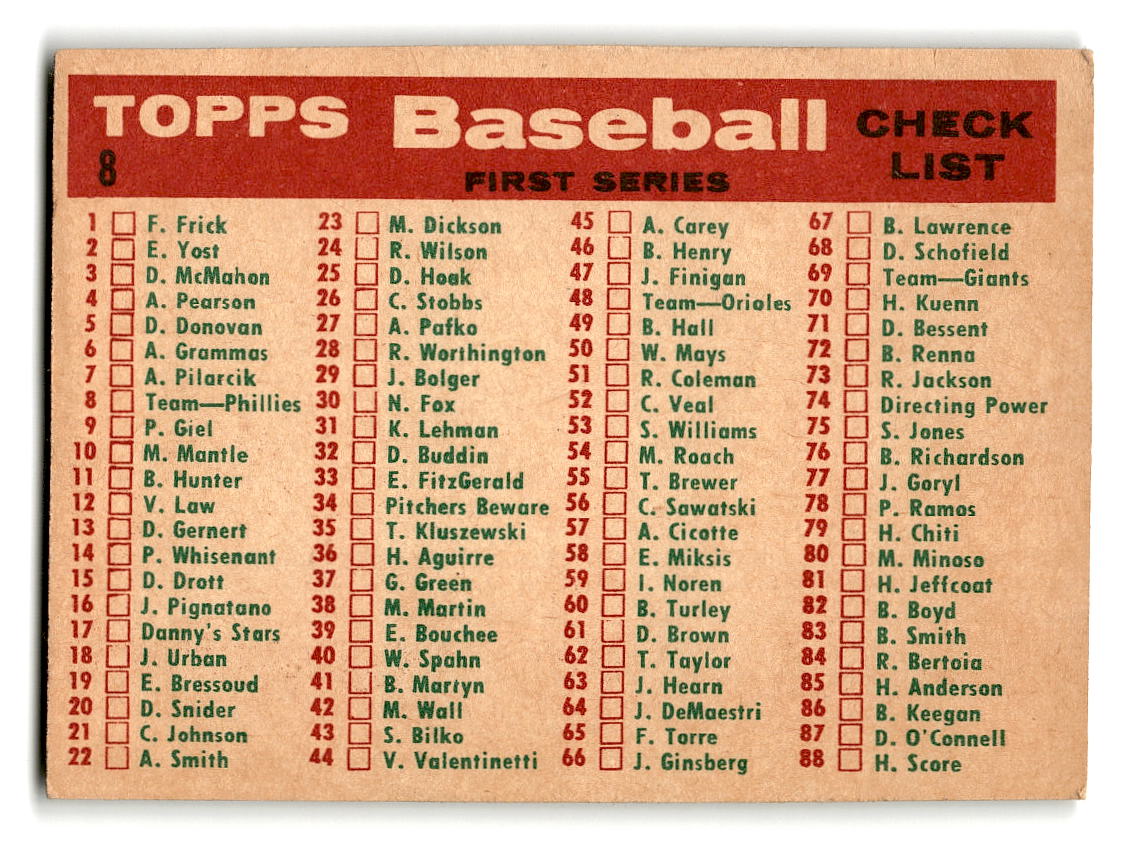 TOPPS Baseball CHECK LIST
8 FIRST SERIES
1 F. Frick
2 E. Yost
3 D. McMahon
4 A. Pearson
5 D. Donovan
6 A. Grammas
7 A. Pilarcik
8 Team—Phillies
9 P. Giel
10 M. Mantle
11 B. Hunter
12 V. Law
13 D. Gernert
14 P. Whisenant
15 D. Drott
16 J. Pignatano
17 Danny's Stars
18 J. Urban
19 E. Bressoud
20 D. Snider
21 C. Johnson
22 A. Smith
23 M. Dickson
24 R. Wilson
25 D. Hoak
26 C. Stobbs
27 A. Pafko
28 R. Worthington
29 J. Bolger
30 N. Fox
31 K. Lehman
32 D. Buddin
33 E. FitzGerald
34 Pitchers Beware
35 T. Kluszewski
36 H. Aguirre
37 G. Green
38 M. Martin
39 E. Bouchee
40 W. Spahn
41 B. Martyn
42 M. Wall
43 S. Bilko
44 V. Valentinetti
45 A. Carey
46 B. Henry
47 J. Finigan
48 Team—Orioles
49 B. Hall
50 W. Mays
51 R. Coleman
52 C. Veal
53 S. Williams
54 M. Roach
55 T. Brewer
56 C. Sawatski
57 A. Cicotte
58 E. Miksis
59 I. Noren
60 B. Turley
61 D. Brown
62 T. Taylor
63 J. Hearn
64 J. DeMaestri
65 F. Torre
66 J. Ginsberg
67 B. Lawrence
68 D. Schofield
69 Team—Giants
70 H. Kuenn
71 D. Bessent
72 B. Renna
73 R. Jackson
74 Directing Power
75 S. Jones
76 B. Richardson
77 J. Goryl
78 P. Ramos
79 H. Chiti
80 M. Minoso
81 H. Jeffcoat
82 B. Boyd
83 B. Smith
84 R. Bertoia
85 H. Anderson
86 B. Keegan
87 D. O'Connell
88 H. Score